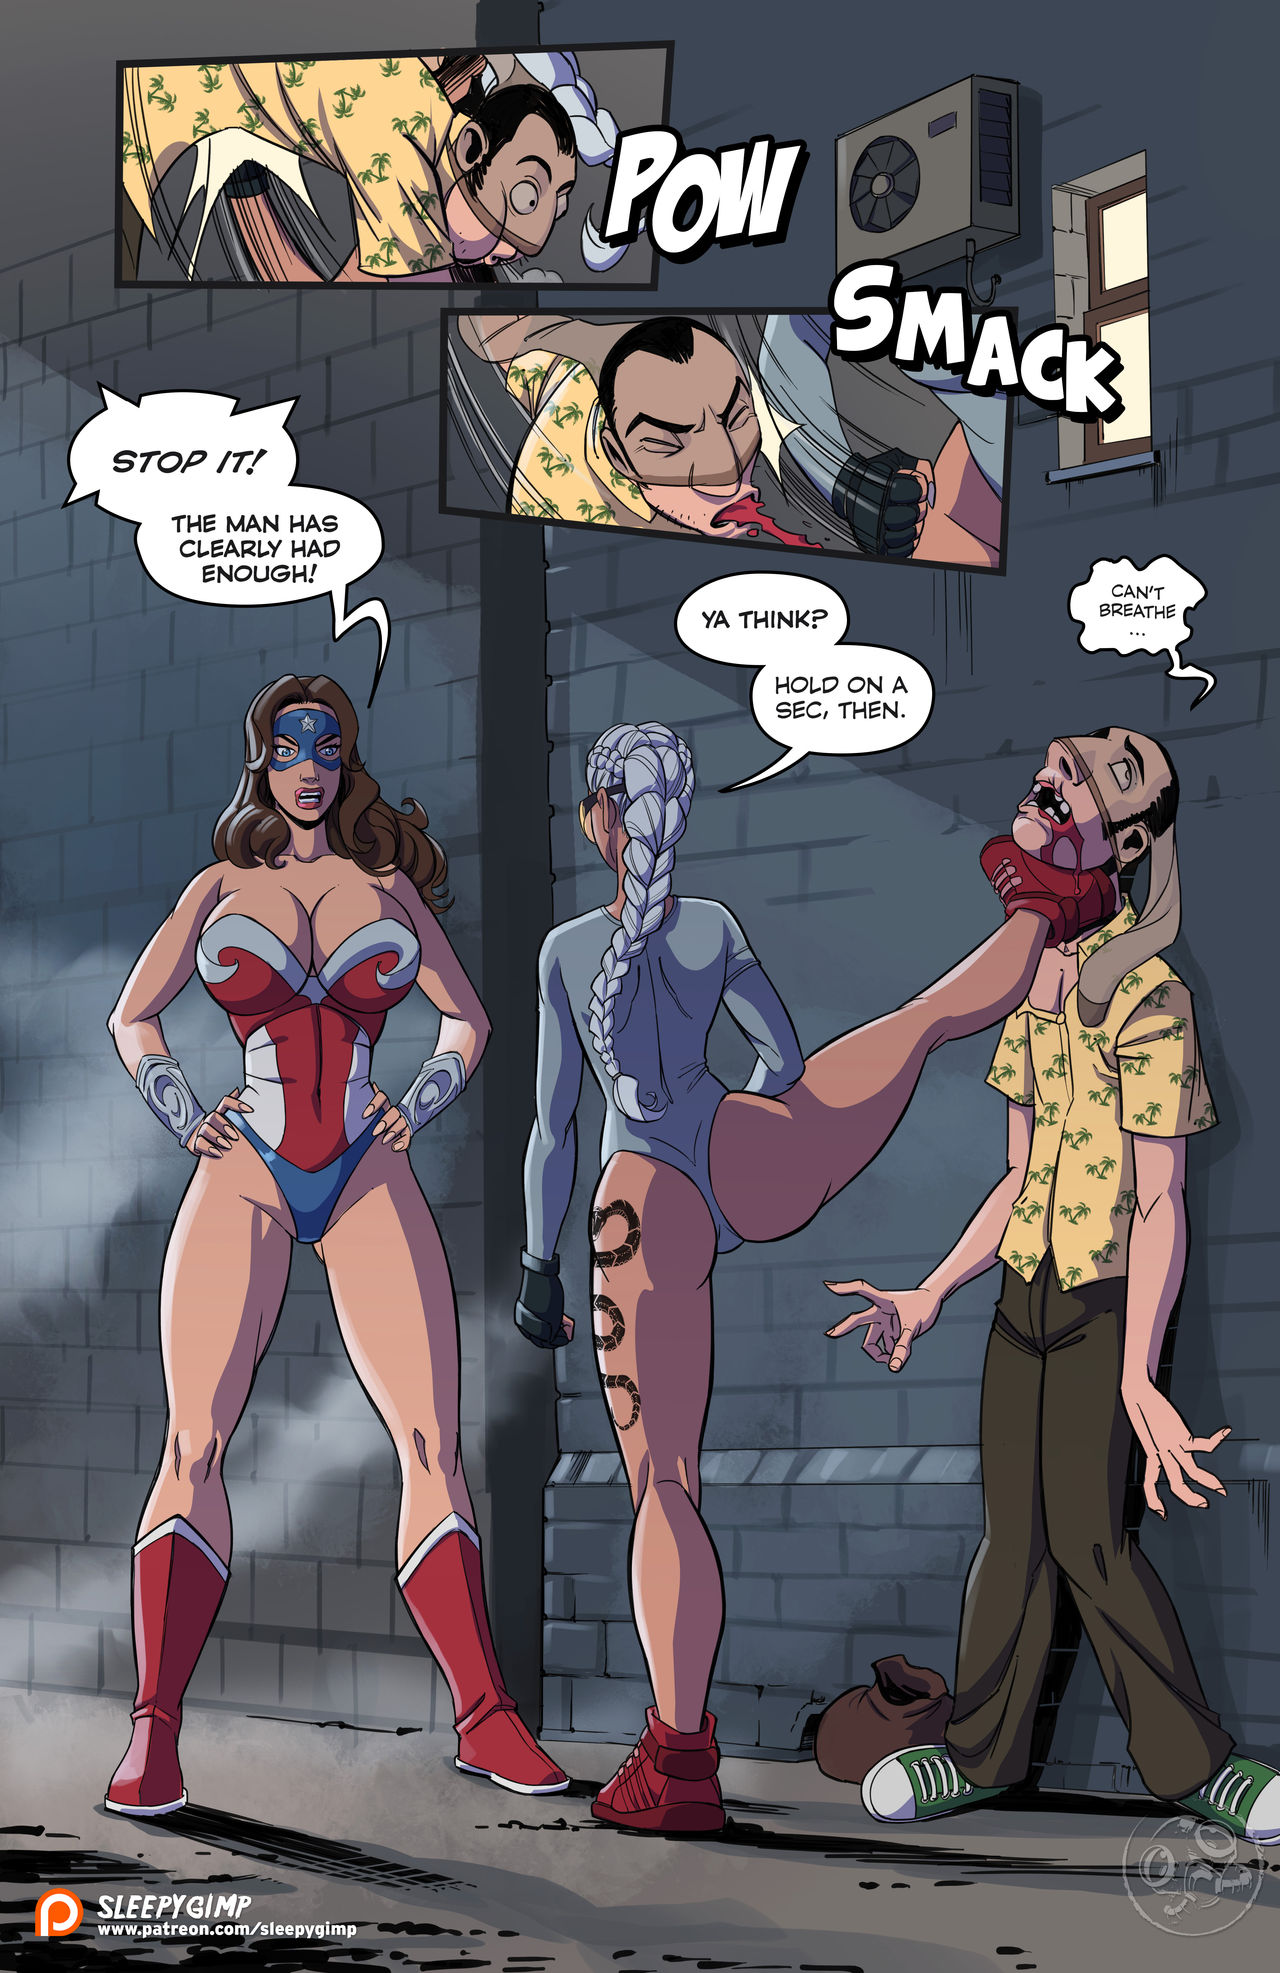 POW
SMACK
STOP IT!
THE MAN HAS
CLEARLY HAD
ENOUGH!
YA THINK?
HOLD ON A
SEC, THEN.
CAN'T
BREATHE
...
SLEEPYGIMP
www.patreon.com/sleepygimp